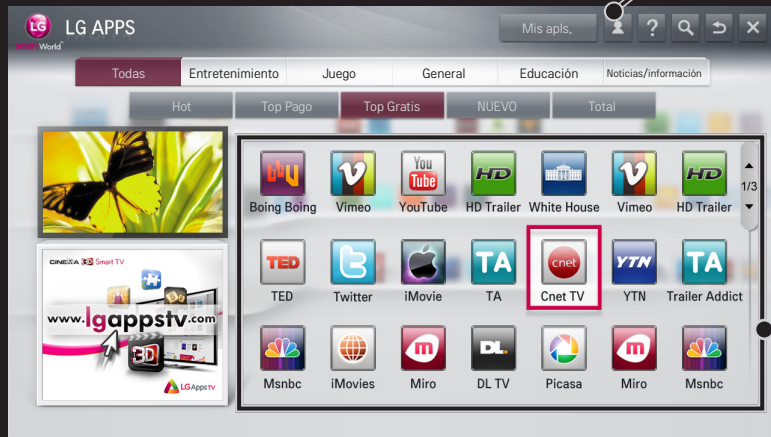 LG LG APPS Mis apls. ?
smart World
Todas Entretenimiento Juego General Educación Noticias/información
Hot Top Pago Top Gratis NUEVO Total
bbU V You Tube HD HD
1/3
Boing Boing Vimeo YouTube HD Trailer White House Vimeo HD Trailer
CINEMA 3D Smart TV
TED TA cnet YTN TA
TED Twitter iMovie TA Cnet TV YTN Trailer Addict
www.lgappstv.com
3D
m DL. m
LG Apps TV
Msnbc iMovies Miro DL TV Picasa Miro Msnbc